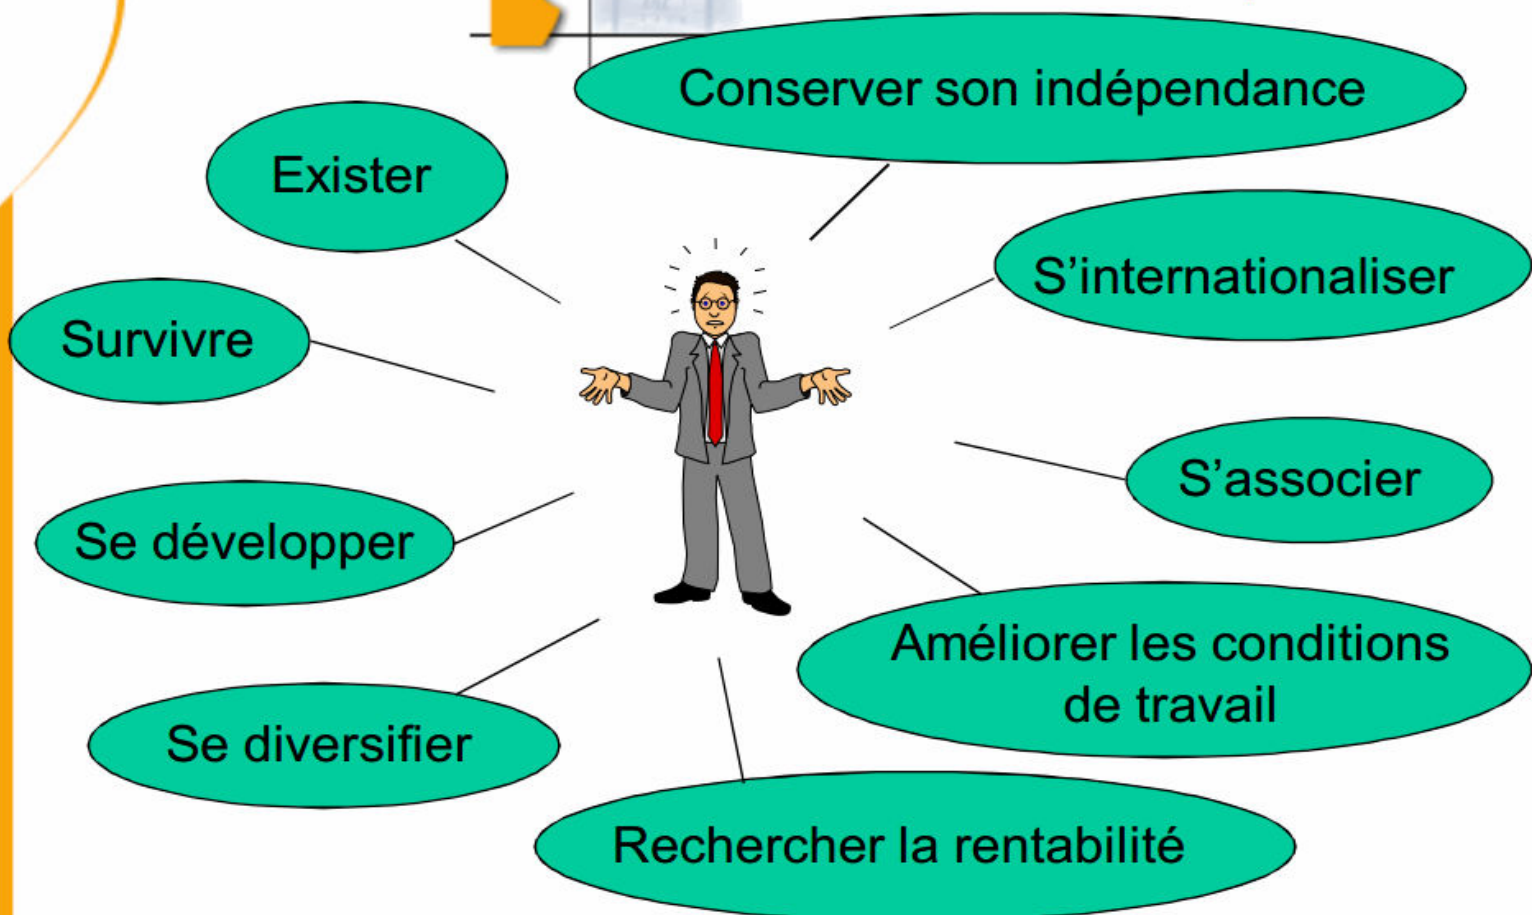 Conserver son indépendance
Exister
S’internationaliser
Survivre
S’associer
Se développer
Améliorer les conditions
de travail
Se diversifier
Rechercher la rentabilité